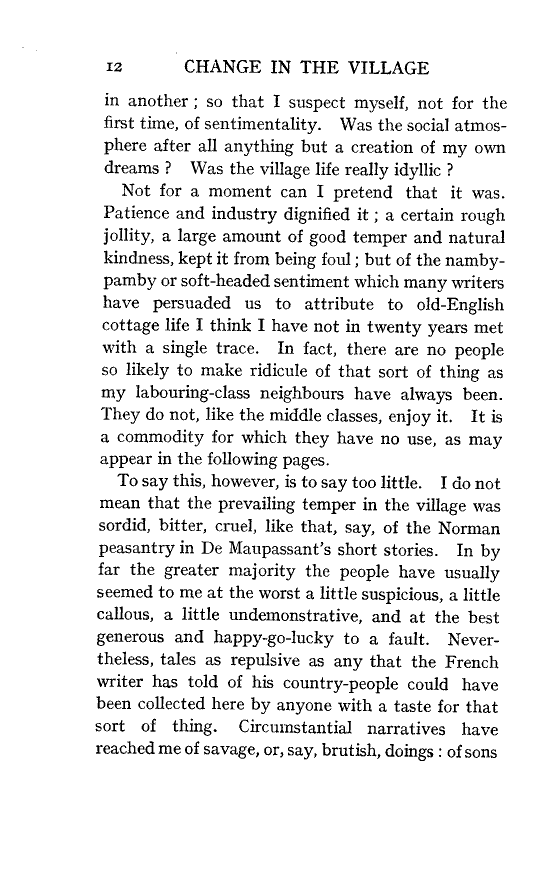 12 CHANGE IN THE VILLAGE
in another ; so that I suspect myself, not for the
first time, of sentimentality. Was the social atmos-
phere after all anything but a creation of my own
dreams ? Was the village life really idyllic ?
Not for a moment can I pretend that it was.
Patience and industry dignified it ; a certain rough
jollity, a large amount of good temper and natural
kindness, kept it from being foul ; but of the namby-
pamby or soft-headed sentiment which many writers
have persuaded us to attribute to old-English
cottage life I think I have not in twenty years met
with a single trace. In fact, there are no people
so likely to make ridicule of that sort of thing as
my labouring-class neighbours have always been.
They do not, like the middle classes, enjoy it. It is
a commodity for which they have no use, as may
appear in the following pages.
To say this, however, is to say too little. I do not
mean that the prevailing temper in the village was
sordid, bitter, cruel, like that, say, of the Norman
peasantry in De Maupassant's short stories. In by
far the greater majority the people have usually
seemed to me at the worst a little suspicious, a little
callous, a little undemonstrative, and at the best
generous and happy-go-lucky to a fault. Never-
theless, tales as repulsive as any that the French
writer has told of his country-people could have
been collected here by anyone with a taste for that
sort of thing. Circumstantial narratives have
reached me of savage, or, say, brutish, doings : of sons